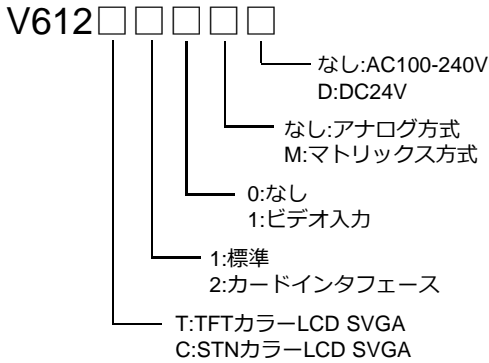 V612□□□□□
なし:AC100-240V
D:DC24V
なし:アナログ方式
M:マトリックス方式
0:なし
1:ビデオ入力
1:標準
2:カードインタフェース
T:TFTカラーLCD SVGA
C:STNカラーLCD SVGA